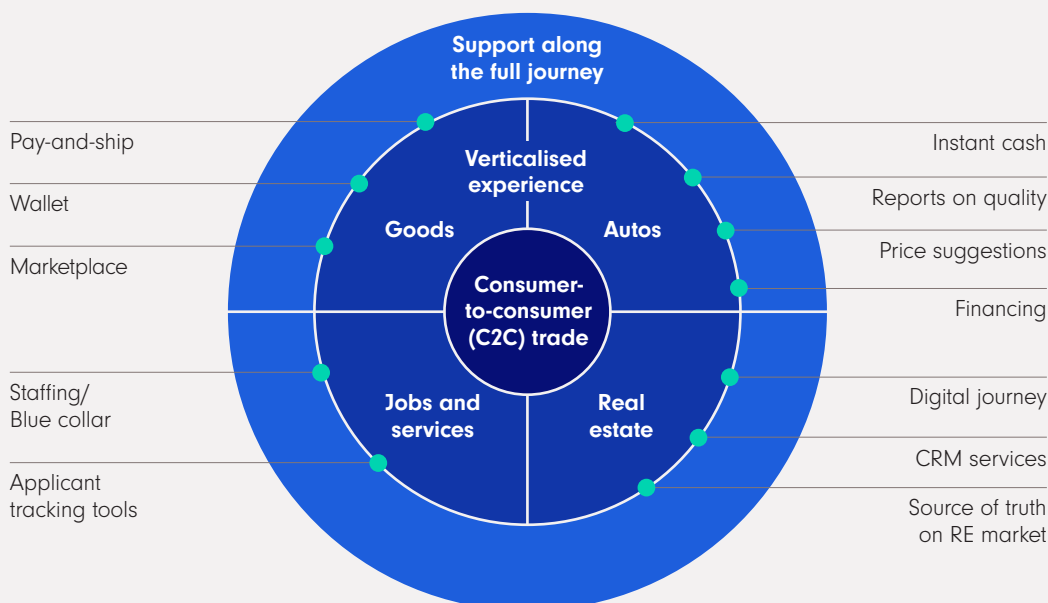 Support along
the full journey
Pay-and-ship
Wallet
Marketplace
Staffing/
Blue collar
Applicant
tracking tools
Verticalised
experience
Goods
Autos
Consumer-
to-consumer
(C2C) trade
Jobs and
services
Real
estate
Instant cash
Reports on quality
Price suggestions
Financing
Digital journey
CRM services
Source of truth
on RE market